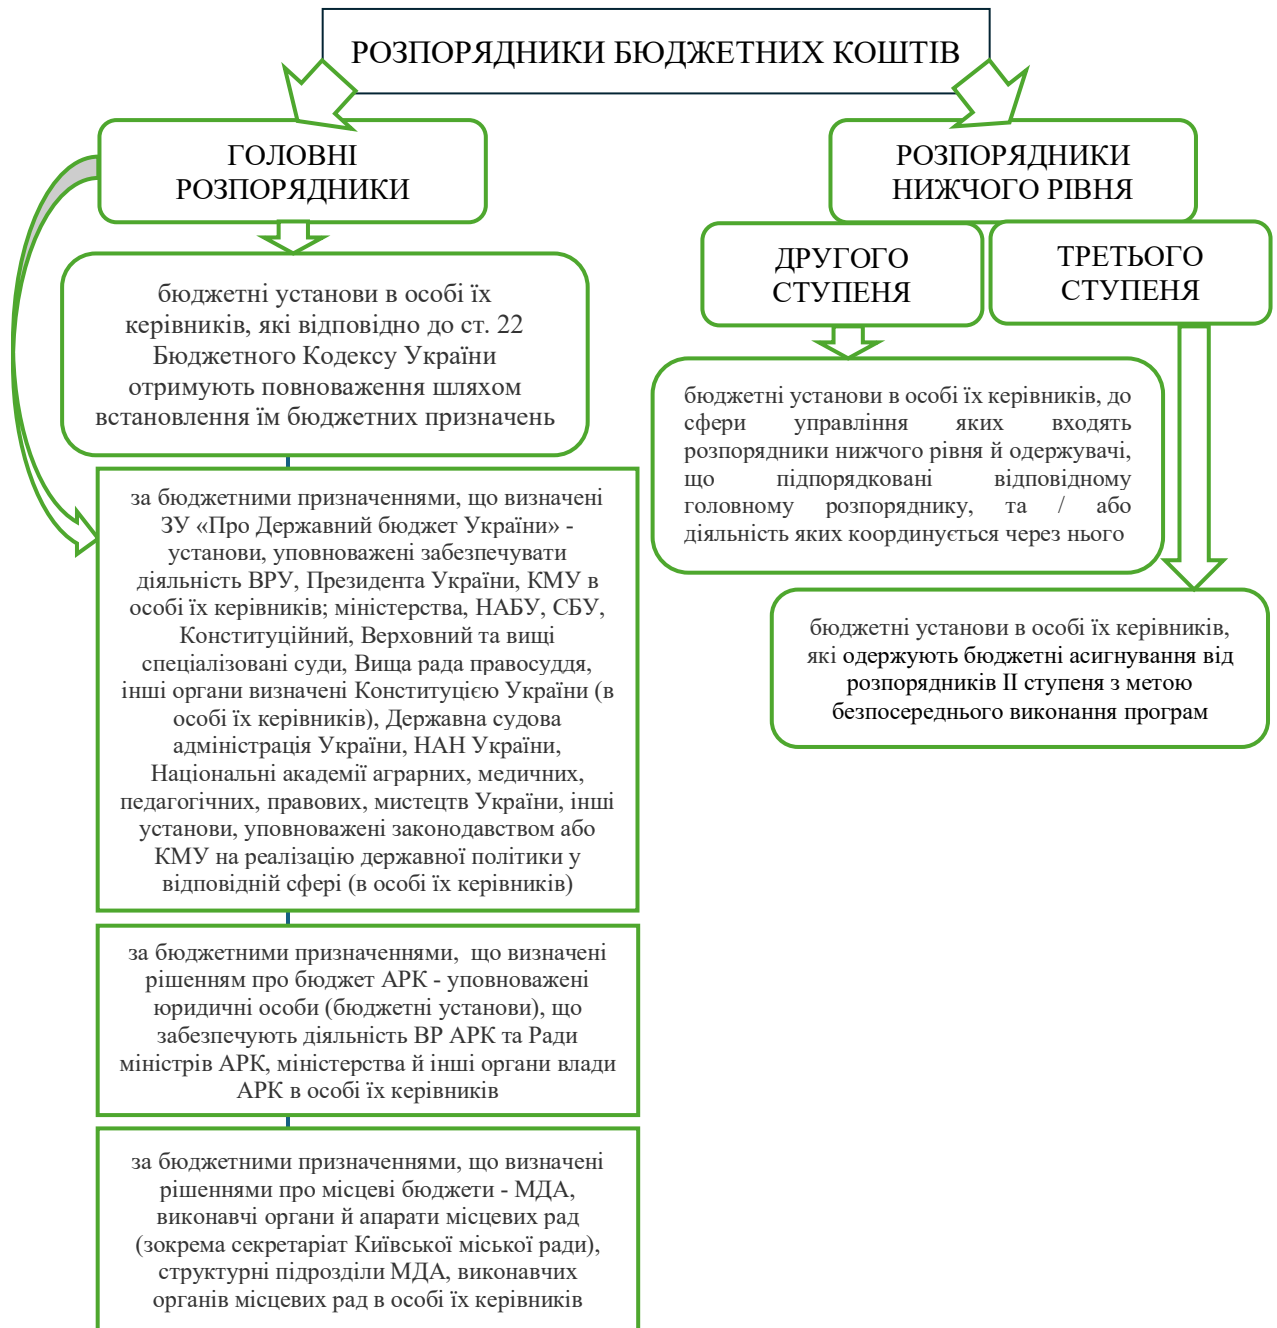 РОЗПОРЯДНИКИ БЮДЖЕТНИХ КОШТІВ
ГОЛОВНІ
РОЗПОРЯДНИКИ
бюджетні установи в особі їх
керівників, які відповідно до ст. 22
Бюджетного Кодексу України
отримують повноваження шляхом
встановлення їм бюджетних призначень
за бюджетними призначеннями, що визначені
ЗУ «Про Державний бюджет України» -
установи, уповноважені забезпечувати
діяльність ВРУ, Президента України, КМУ в
особі їх керівників; міністерства, НАБУ, СБУ,
Конституційний, Верховний та вищі
спеціалізовані суди, Вища рада правосуддя,
інші органи визначені Конституцією України (в
особі їх керівників), Державна судова
адміністрація України, НАН України,
Національні академії аграрних, медичних,
педагогічних, правових, мистецтв України, інші
установи, уповноважені законодавством або
КМУ на реалізацію державної політики у
відповідній сфері (в особі їх керівників)
за бюджетними призначеннями, що визначені
рішенням про бюджет АРК - уповноважені
юридичні особи (бюджетні установи), що
забезпечують діяльність ВР АРК та Ради
міністрів АРК, міністерства й інші органи влади
АРК в особі їх керівників
за бюджетними призначеннями, що визначені
рішеннями про місцеві бюджети - МДА,
виконавчі органи й апарати місцевих рад
(зокрема секретаріат Київської міської ради),
структурні підрозділи МДА, виконавчих
органів місцевих рад в особі їх керівників
РОЗПОРЯДНИКИ
НИЖЧОГО РІВНЯ
ДРУГОГО
СТУПЕНЯ
ТРЕТЬОГО
СТУПЕНЯ
бюджетні установи в особі їх керівників, до
сфери управління яких входять
розпорядники нижчого рівня й одержувачі,
що підпорядковані відповідному
головному розпоряднику, та / або
діяльність яких координується через нього
бюджетні установи в особі їх керівників,
які одержують бюджетні асигнування від
розпорядників ІІ ступеня з метою
безпосереднього виконання програм